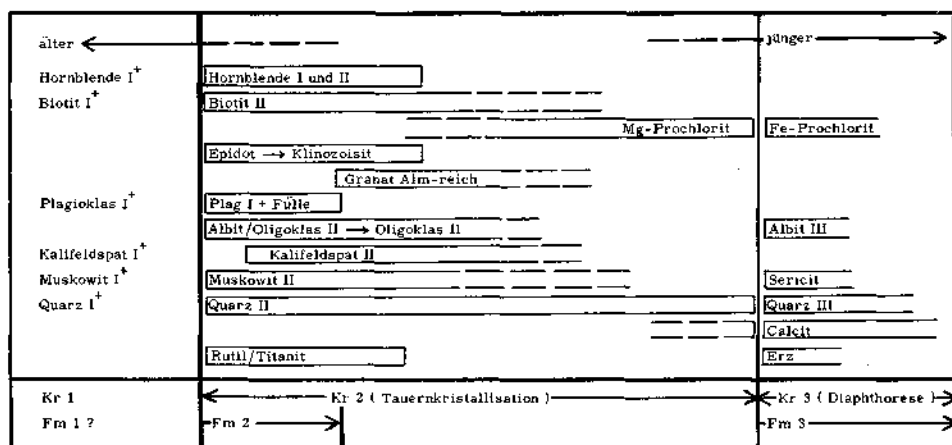 älter jünger
Hornblende I+ Hornblende I und II
Biotit I+ Biotit II
Mg-Prochlorit Fe-Prochlorit
Epidot → Klinozoisit
Granat Alm-reich
Plagioklas I+ Plag I + Fülle
Albit/Oligoklas II → Oligoklas II Albit III
Kalifeldspat I+ Kalifeldspat II
Muskowit I+ Muskowit II Sericit
Quarz I+ Quarz II Quarz III
Calcit
Rutil/Titanit Erz
Kr 1 Kr 2 ( Tauernkristallisation ) Kr 3 ( Diaphthorese )
Fm 1 ? Fm 2 Fm 3